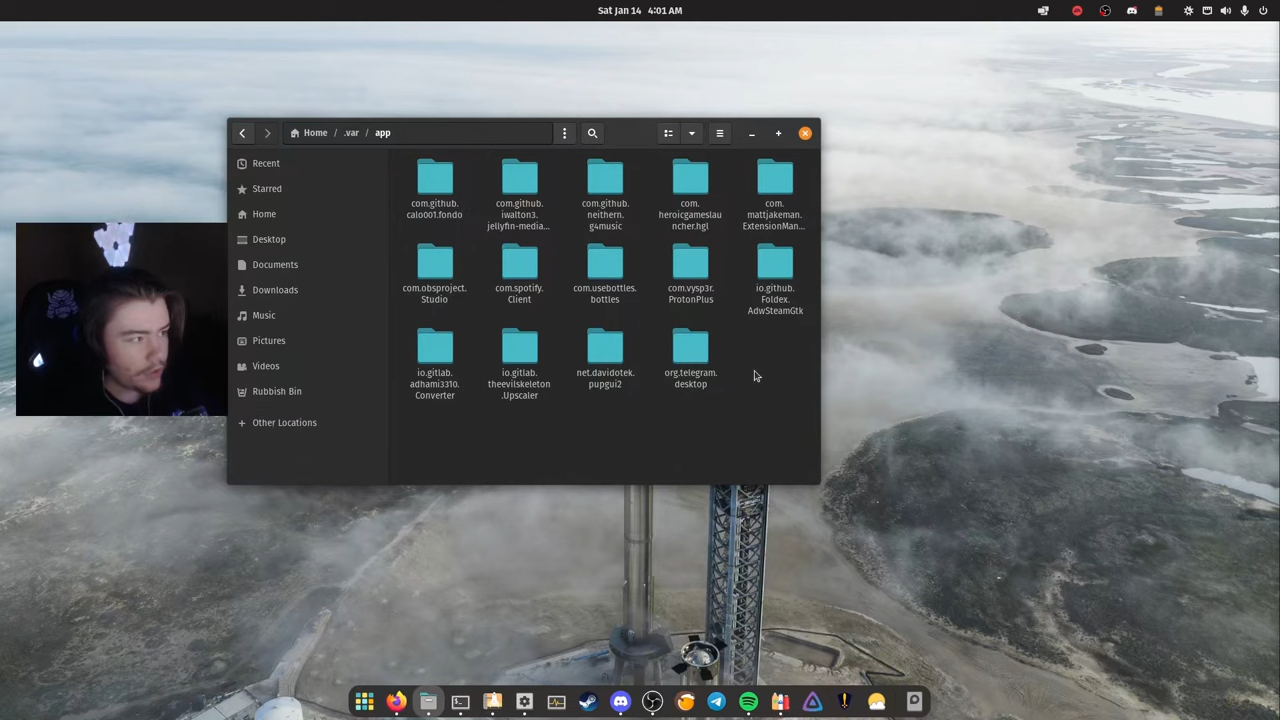 Sat Jan 14 4:01 AM
Home / .var / app
Recent
Starred
Home
Desktop
Documents
Downloads
Music
Pictures
Videos
Rubbish Bin
Other Locations
com.github.
calo001.fondo
com.github.
iwalton3.
jellyfin-media...
com.github.
neithern.
g4music
com.
heroicgameslau
ncher.hgl
com.
mattjakeman.
ExtensionMan...
com.obsproject.
Studio
com.spotify.
Client
com.usebottles.
bottles
com.vysp3r.
ProtonPlus
io.github.
Foldex.
AdwSteamGtk
io.gitlab.
adhami3310.
Converter
io.gitlab.
theevilskeleton
.Upscaler
net.davidotek.
pupgui2
org.telegram.
desktop